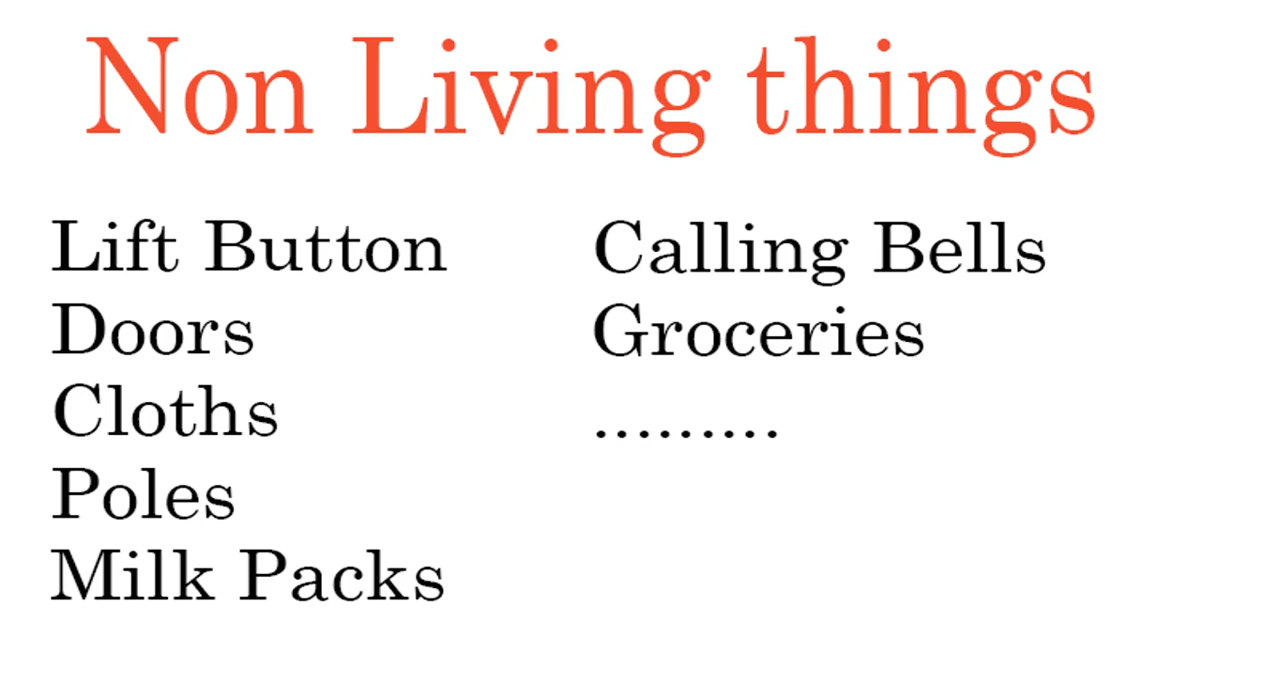 Non Living things
Lift Button
Doors
Cloths
Poles
Milk Packs
Calling Bells
Groceries
.........